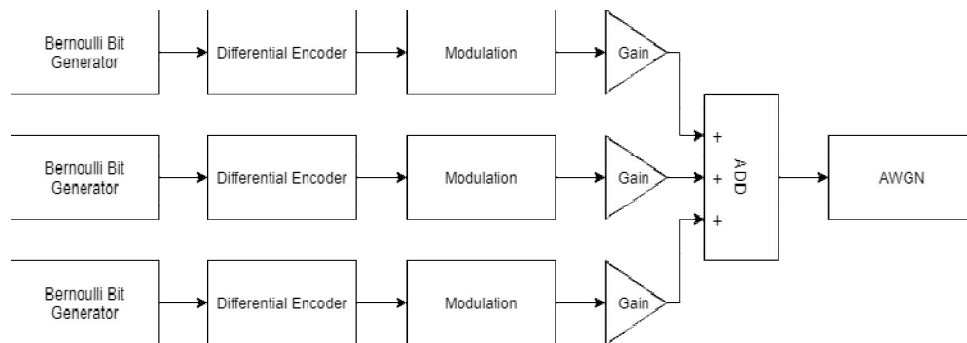 Bernoulli Bit
Generator
Differential Encoder
Modulation
Gain
+
Bernoulli Bit
Generator
Differential Encoder
Modulation
Gain
+
ADD
AWGN
+
Bernoulli Bit
Generator
Differential Encoder
Modulation
Gain